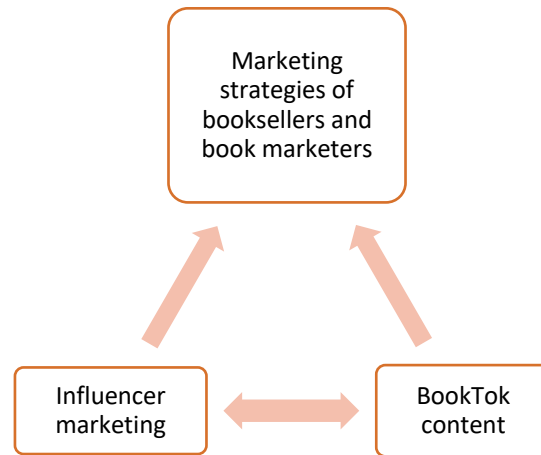 Marketing
strategies of
booksellers and
book marketers
Influencer
marketing
BookTok
content